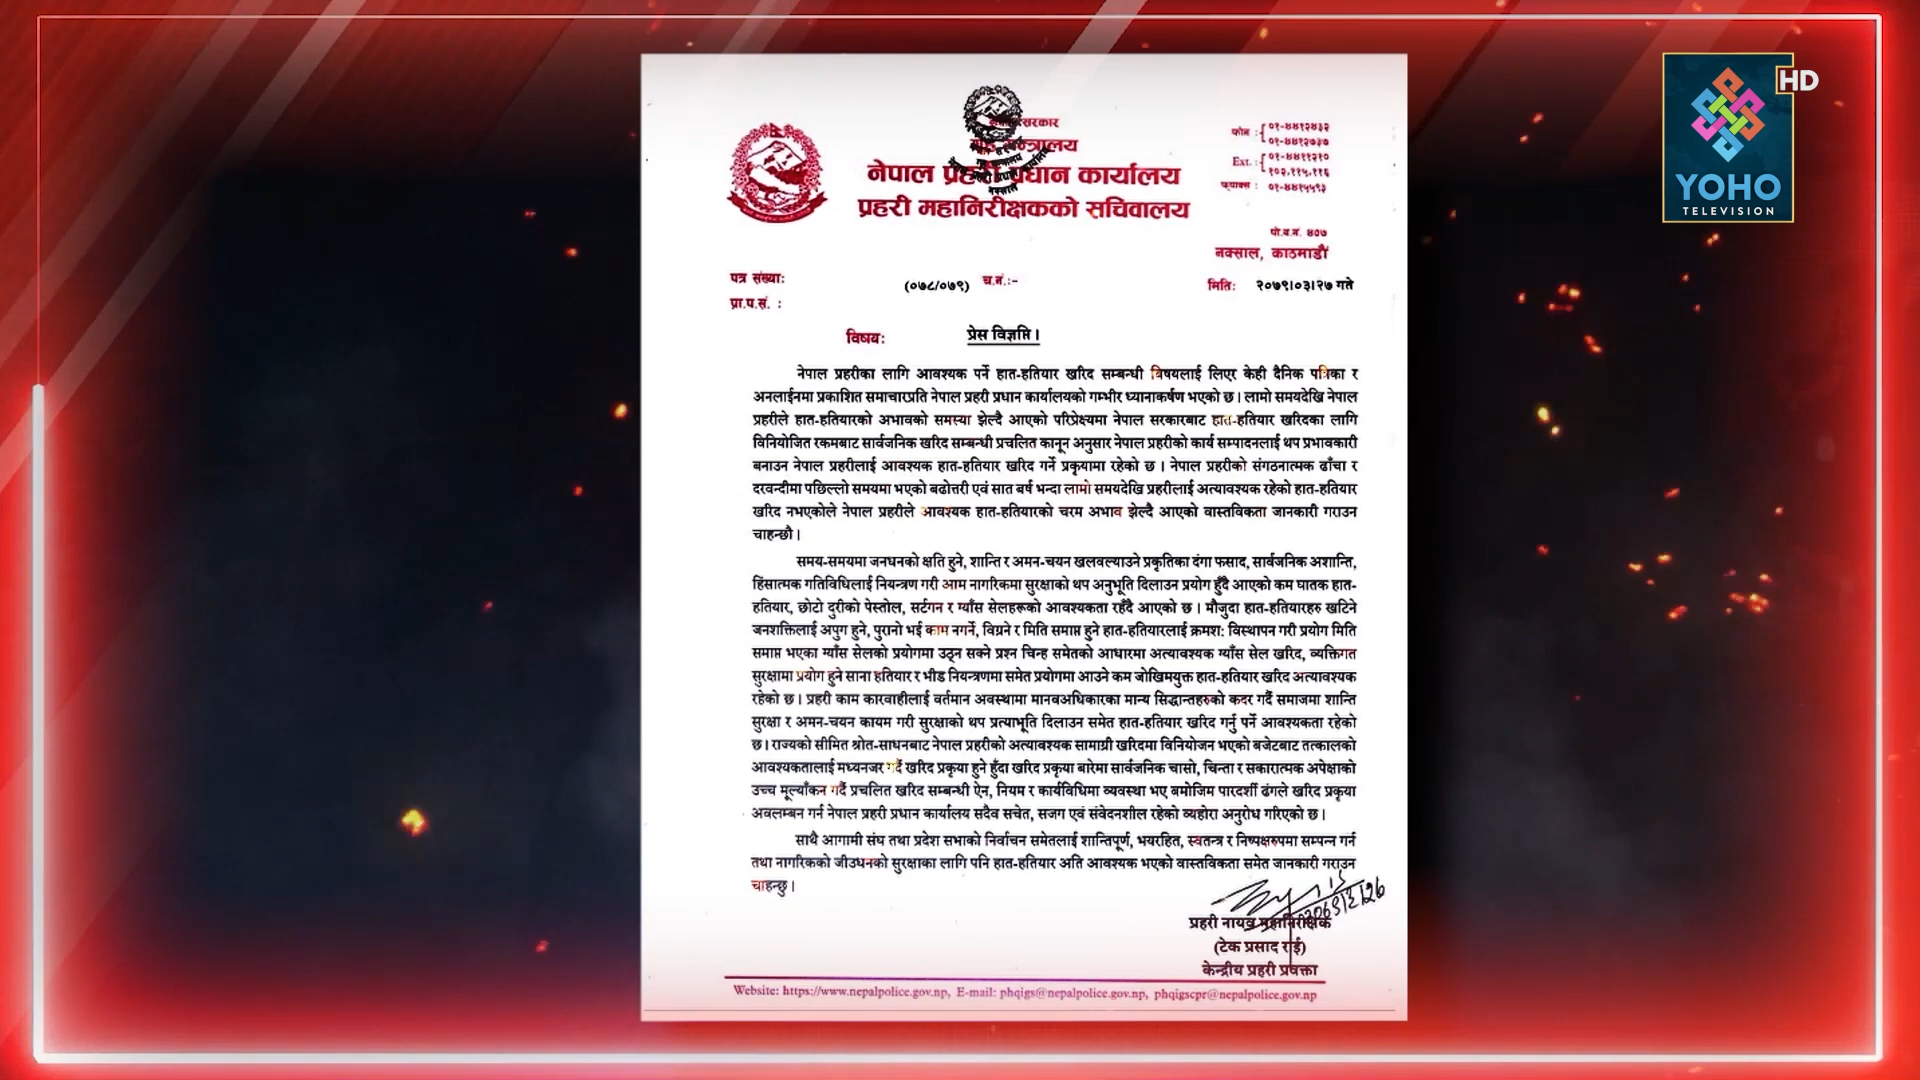 HD
YOHO
TELEVISION
नेपाल प्रहरी प्रधान कार्यालय
प्रहरी महानिरीक्षकको सचिवालय
फोन : ०१-४४१२४३२
०१-४४१२७३७
Ext. : ०१-४४११२१०
१०२,११५,११६
फ्याक्स : ०१-४४१५५९३
पो.ब.नं. ४०७
नक्साल, काठमाडौं
पत्र संख्या: (०७८/०७९) च.नं.:- मिति: २०७९।०३।२७ गते
प्रा.प.सं. :
विषय: प्रेस विज्ञप्ति।
नेपाल प्रहरीका लागि आवश्यक पर्ने हात-हतियार खरिद सम्बन्धी विषयलाई लिएर केही दैनिक पत्रिका र
अनलाईनमा प्रकाशित समाचारप्रति नेपाल प्रहरी प्रधान कार्यालयको गम्भीर ध्यानाकर्षण भएको छ। लामो समयदेखि नेपाल
प्रहरीले हात-हतियारको अभावको समस्या झेल्दै आएको परिप्रेक्ष्यमा नेपाल सरकारबाट हात-हतियार खरिदका लागि
विनियोजित रकमबाट सार्वजनिक खरिद सम्बन्धी प्रचलित कानून अनुसार नेपाल प्रहरीको कार्य सम्पादनलाई थप प्रभावकारी
बनाउन नेपाल प्रहरीलाई आवश्यक हात-हतियार खरिद गर्ने प्रकृयामा रहेको छ। नेपाल प्रहरीको संगठनात्मक ढाँचा र
दरवन्दीमा पछिल्लो समयमा भएको बढोत्तरी एवं सात बर्ष भन्दा लामो समयदेखि प्रहरीलाई अत्यावश्यक रहेको हात-हतियार
खरिद नभएकोले नेपाल प्रहरीले आवश्यक हात-हतियारको चरम अभाव झेल्दै आएको वास्तविकता जानकारी गराउन
चाहन्छौ।
समय-समयमा जनधनको क्षति हुने, शान्ति र अमन-चयन खलवल्याउने प्रकृतिका दंगा फसाद, सार्वजनिक अशान्ति,
हिंसात्मक गतिविधिलाई नियन्त्रण गरी आम नागरिकमा सुरक्षाको थप अनुभूति दिलाउन प्रयोग हुँदै आएको कम घातक हात-
हतियार, छोटो दुरीको पेस्तोल, सर्टगन र ग्याँस सेलहरूको आवश्यकता रहँदै आएको छ। मौजुदा हात-हतियारहरु खटिने
जनशक्तिलाई अपुग हुने, पुरानो भई काम नगर्ने, विग्रने र मिति समाप्त हुने हात-हतियारलाई क्रमश: विस्थापन गरी प्रयोग मिति
समाप्त भएका ग्याँस सेलको प्रयोगमा उठ्न सक्ने प्रश्न चिन्ह समेतको आधारमा अत्यावश्यक ग्याँस सेल खरिद, व्यक्तिगत
सुरक्षामा प्रयोग हुने साना हतियार र भीड नियन्त्रणमा समेत प्रयोगमा आउने कम जोखिमयुक्त हात-हतियार खरिद अत्यावश्यक
रहेको छ। प्रहरी काम कारवाहीलाई वर्तमान अवस्थामा मानवअधिकारका मान्य सिद्धान्तहरुको कदर गर्दै समाजमा शान्ति
सुरक्षा र अमन-चयन कायम गरी सुरक्षाको थप प्रत्याभूति दिलाउन समेत हात-हतियार खरिद गर्नु पर्ने आवश्यकता रहेको
छ। राज्यको सीमित श्रोत-साधनबाट नेपाल प्रहरीको अत्यावश्यक सामाग्री खरिदमा विनियोजन भएको बजेटबाट तत्कालको
आवश्यकतालाई मध्यनजर गर्दै खरिद प्रकृया हुने हुँदा खरिद प्रकृया बारेमा सार्वजनिक चासो, चिन्ता र सकारात्मक अपेक्षाको
उच्च मूल्याँकन गर्दै प्रचलित खरिद सम्बन्धी ऐन, नियम र कार्यविधिमा व्यवस्था भए बमोजिम पारदर्शी ढंगले खरिद प्रकृया
अवलम्बन गर्न नेपाल प्रहरी प्रधान कार्यालय सदैव सचेत, सजग एवं संवेदनशील रहेको व्यहोरा अनुरोध गरिएको छ।
साथै आगामी संघ तथा प्रदेश सभाको निर्वाचन समेतलाई शान्तिपूर्ण, भयरहित, स्वतन्त्र र निष्पक्षरुपमा सम्पन्न गर्न
तथा नागरिकको जीउधनको सुरक्षाका लागि पनि हात-हतियार अति आवश्यक भएको वास्तविकता समेत जानकारी गराउन
चाहन्छु।
प्रहरी नायव महानिरीक्षक
(टेक प्रसाद राई)
केन्द्रीय प्रहरी प्रवक्ता
Website: https://www.nepalpolice.gov.np, E-mail: phqigs@nepalpolice.gov.np, phqigscpr@nepalpolice.gov.np